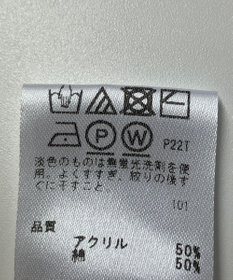 P W P22T
淡色のものは無蛍光洗剤を使
用。よくすすぎ、絞りの後す
ぐに干すこと。
101
品質
アクリル 50%
綿 50%